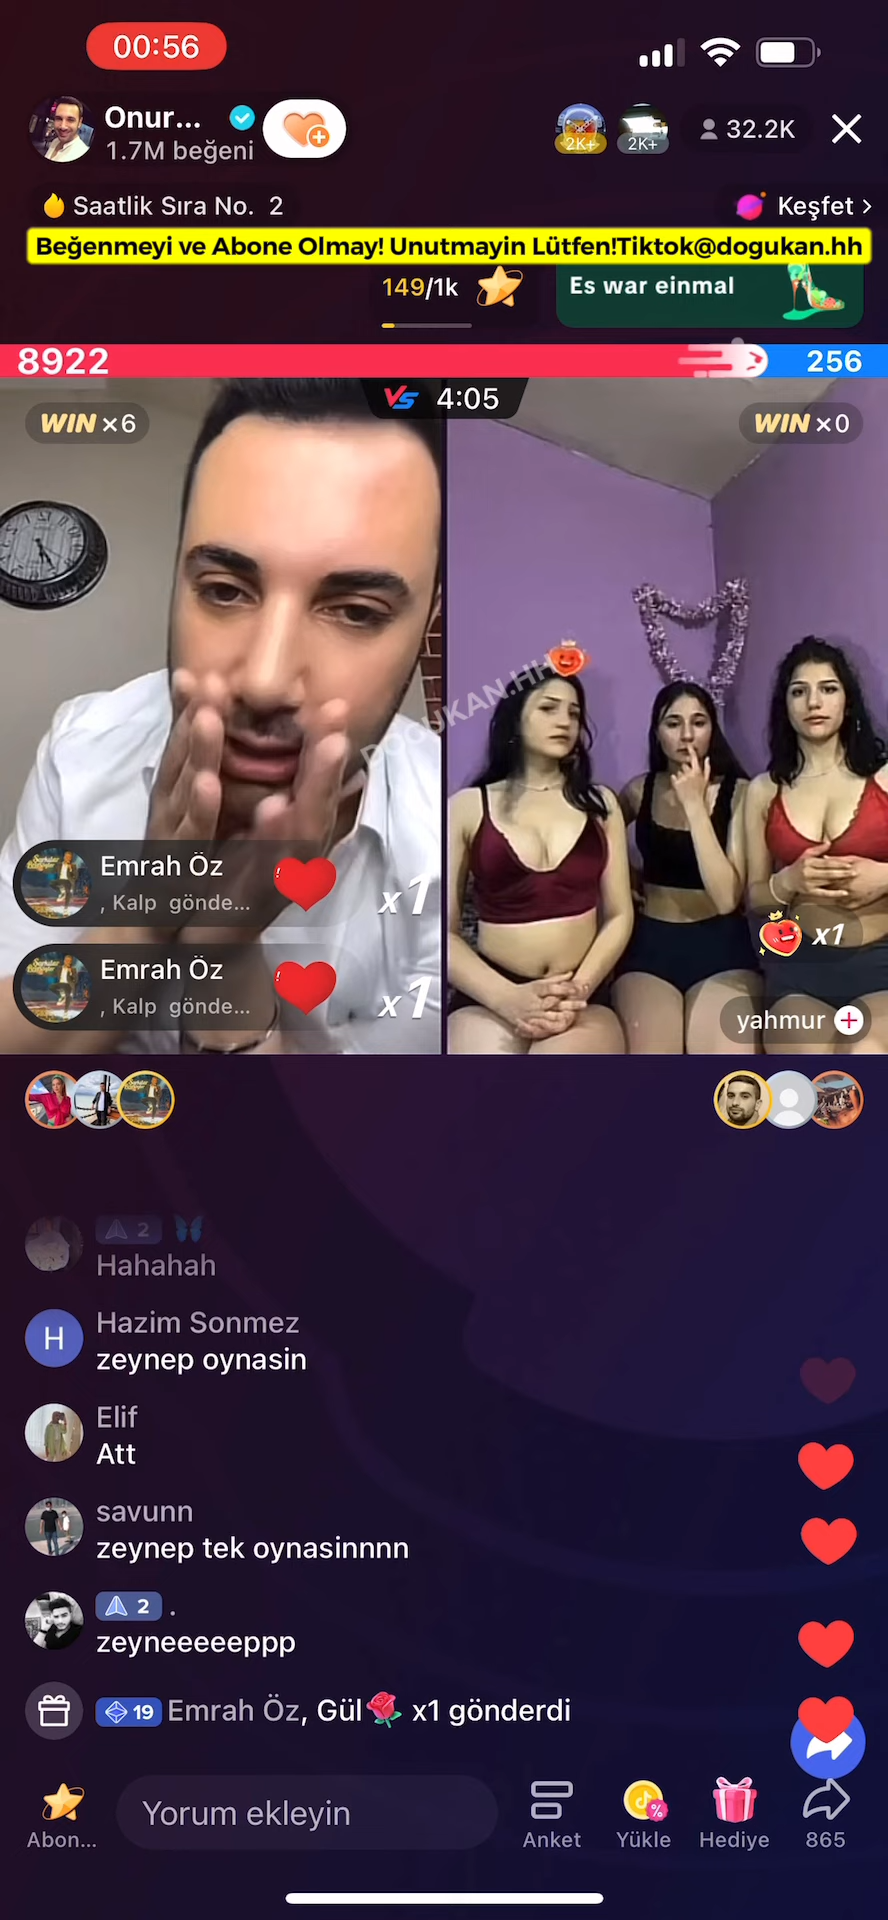 00:56
Onur...
1.7M beğeni
2K+
2K+
32.2K
Saatlik Sıra No. 2
Keşfet
Beğenmeyi ve Abone Olmay! Unutmayin Lütfen!Tiktok@dogukan.hh
149/1k
Es war einmal
8922
256
VS 4:05
WIN x6
WIN x0
DOGUKAN.HH
Emrah Öz
, Kalp gönde...
x1
Emrah Öz
, Kalp gönde...
x1
x1
yahmur
2
Hahahah
H
Hazim Sonmez
zeynep oynasin
Elif
Att
savunn
zeynep tek oynasinnnn
2 .
zeyneeeeeppp
19 Emrah Öz, Gül x1 gönderdi
Abon...
Yorum ekleyin
Anket
Yükle
Hediye
865